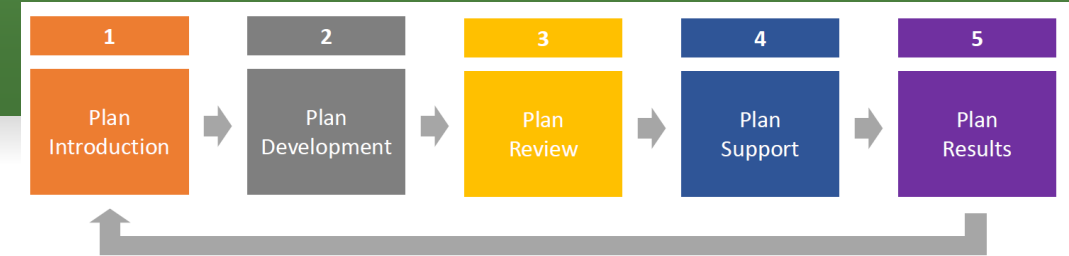 1
Plan
Introduction
2
Plan
Development
3
Plan
Review
4
Plan
Support
5
Plan
Results